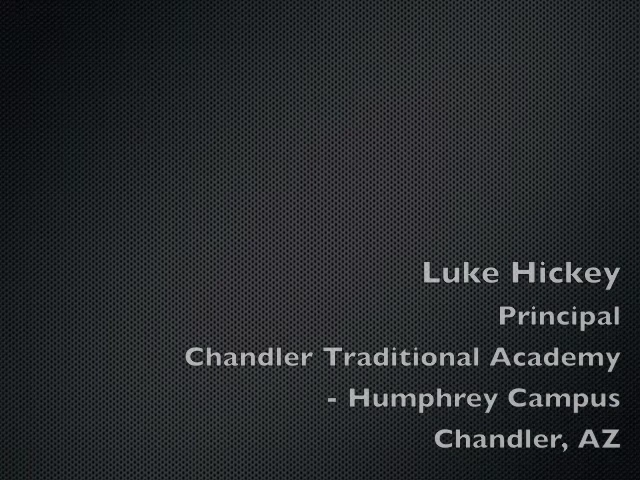 Luke Hickey
Principal
Chandler Traditional Academy
- Humphrey Campus
Chandler, AZ